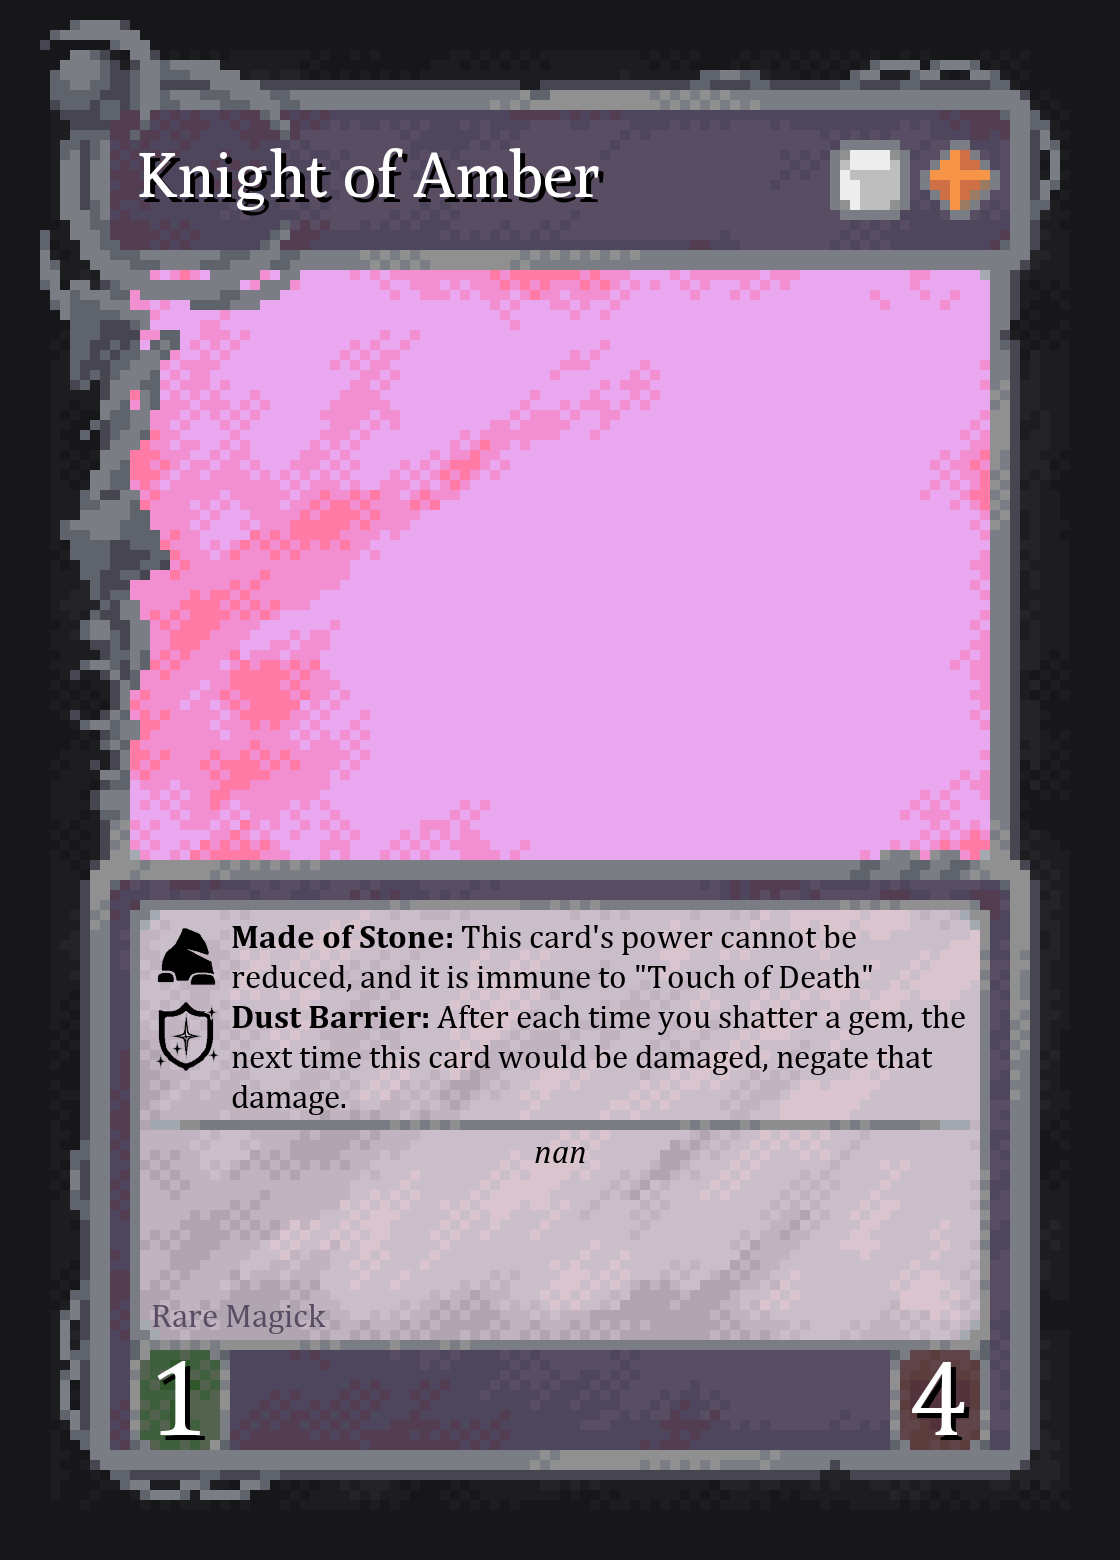 Knight of Amber
Made of Stone: This card's power cannot be
reduced, and it is immune to "Touch of Death"
Dust Barrier: After each time you shatter a gem, the
next time this card would be damaged, negate that
damage.
nan
Rare Magick
1
4